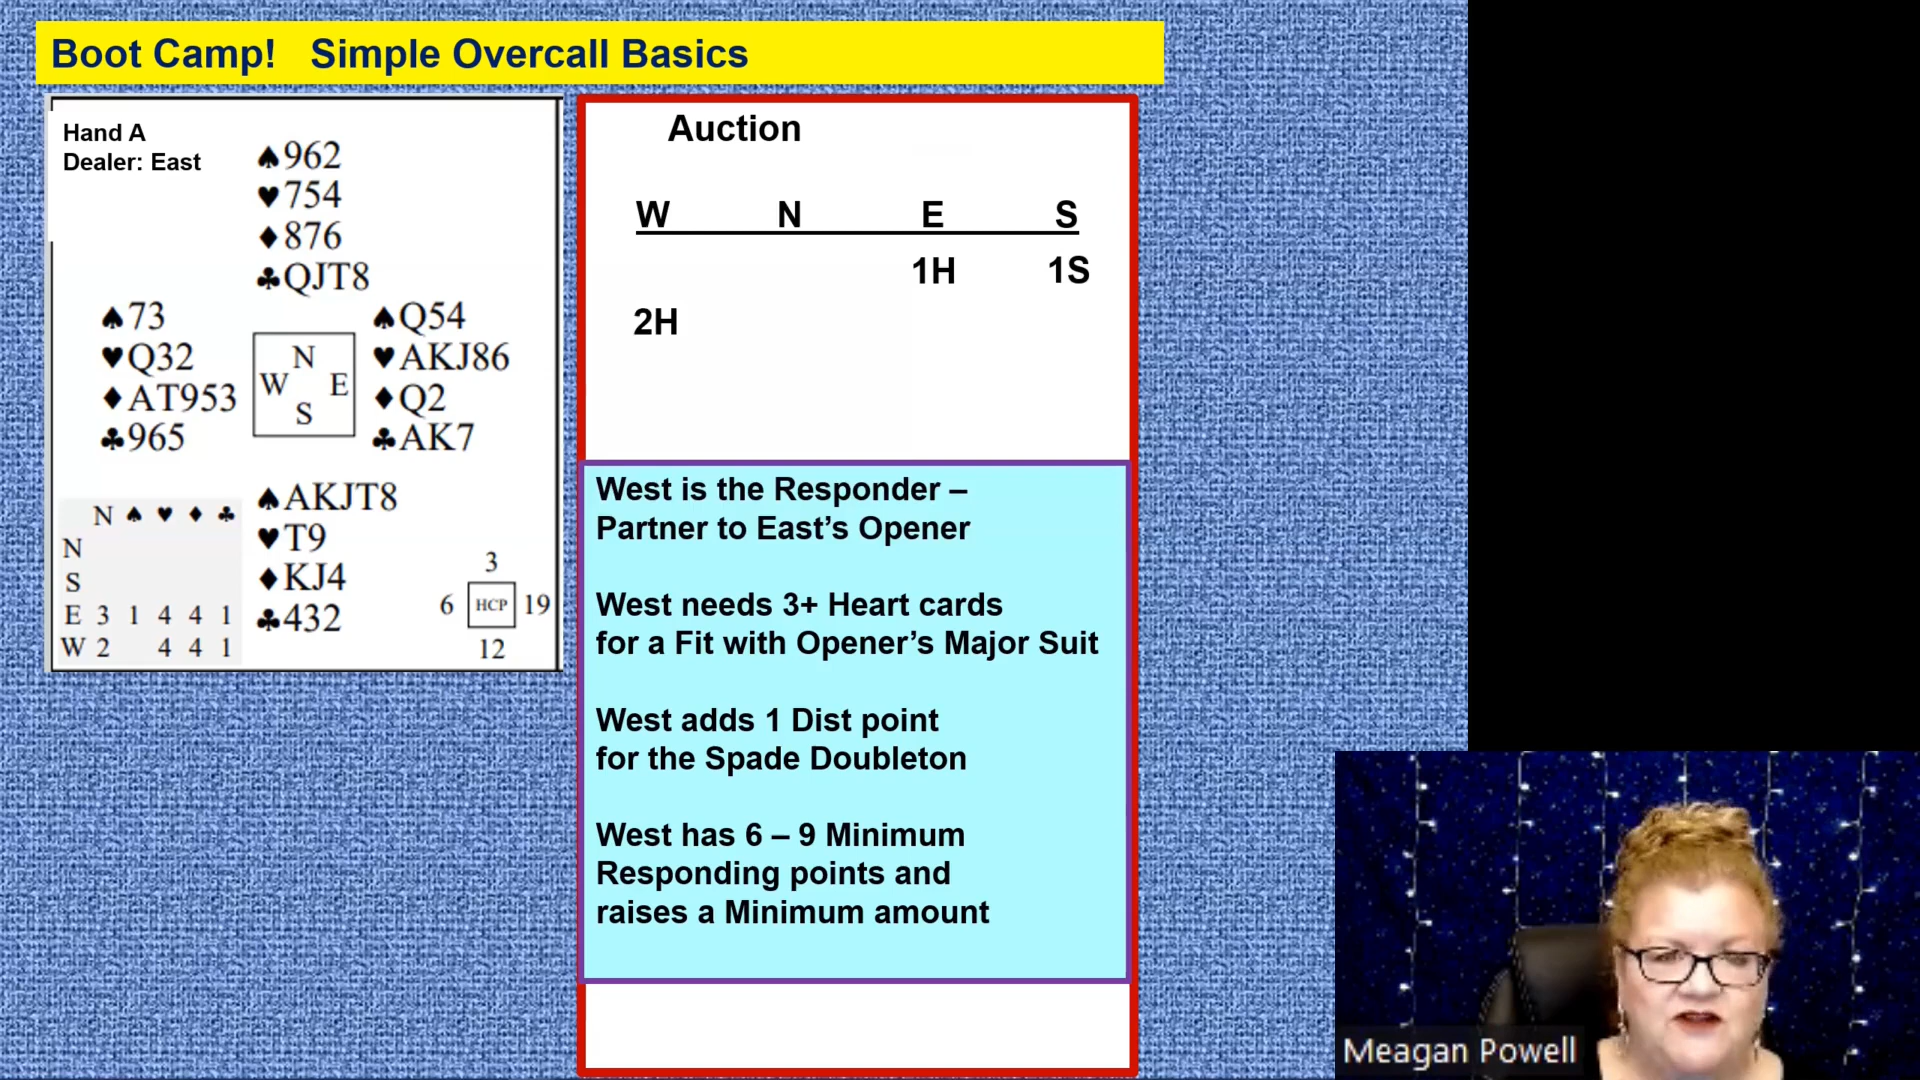 Boot Camp!   Simple Overcall Basics
Hand A
Dealer: East
♠962
♥754
♦876
♣QJT8
♠73
♥Q32
♦AT953
♣965
N
W E
S
♠Q54
♥AKJ86
♦Q2
♣AK7
♠AKJT8
♥T9
♦KJ4
♣432
N ♠ ♥ ♦ ♣
N
S
E 3 1 4 4 1
W 2 4 4 1
3
6 HCP 19
12
Auction
W N E S
1H 1S
2H
West is the Responder –
Partner to East’s Opener
West needs 3+ Heart cards
for a Fit with Opener’s Major Suit
West adds 1 Dist point
for the Spade Doubleton
West has 6 – 9 Minimum
Responding points and
raises a Minimum amount
Meagan Powell